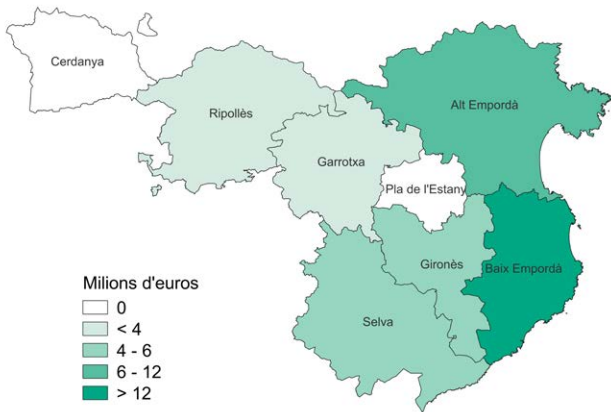 Cerdanya
Ripollès
Alt Empordà
Garrotxa
Pla de l'Estany
Gironès
Baix Empordà
Selva
Milions d'euros
0
< 4
4 - 6
6 - 12
> 12